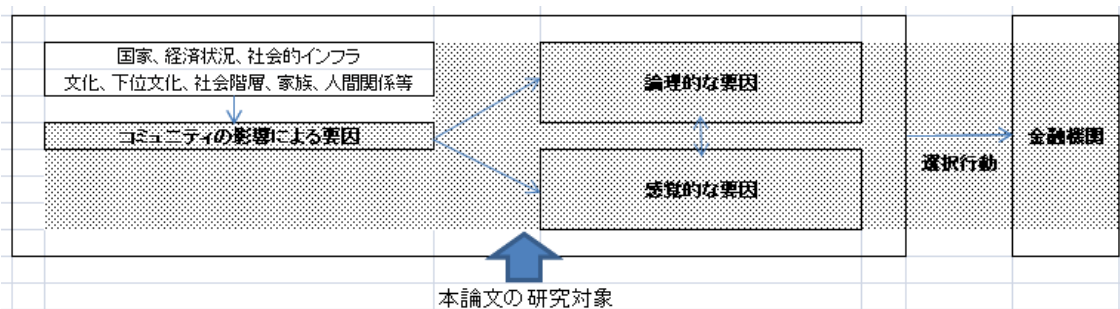 国家、経済状況、社会的インフラ
文化、下位文化、社会階層、家族、人間関係等
コミュニティの影響による要因
論理的な要因
感覚的な要因
選択行動
金融機関
本論文の研究対象